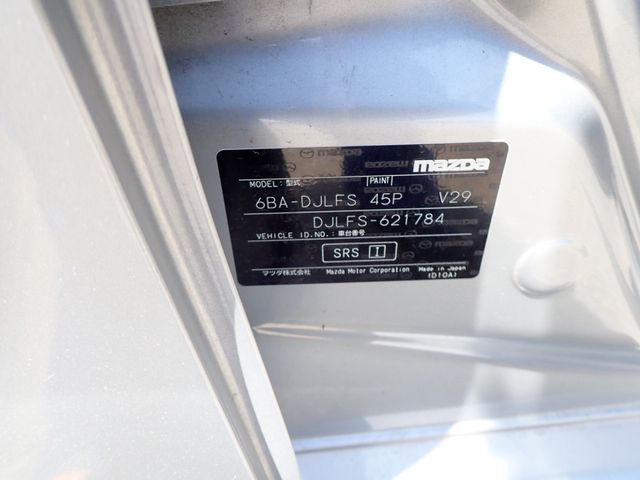 mazda
MODEL: 型式 PAINT
6BA-DJLFS 45P V29
DJLFS-621784
VEHICLE ID.NO.: 車台番号
SRS II
マツダ株式会社 Mazda Motor Corporation Made in Japan
(D10A)